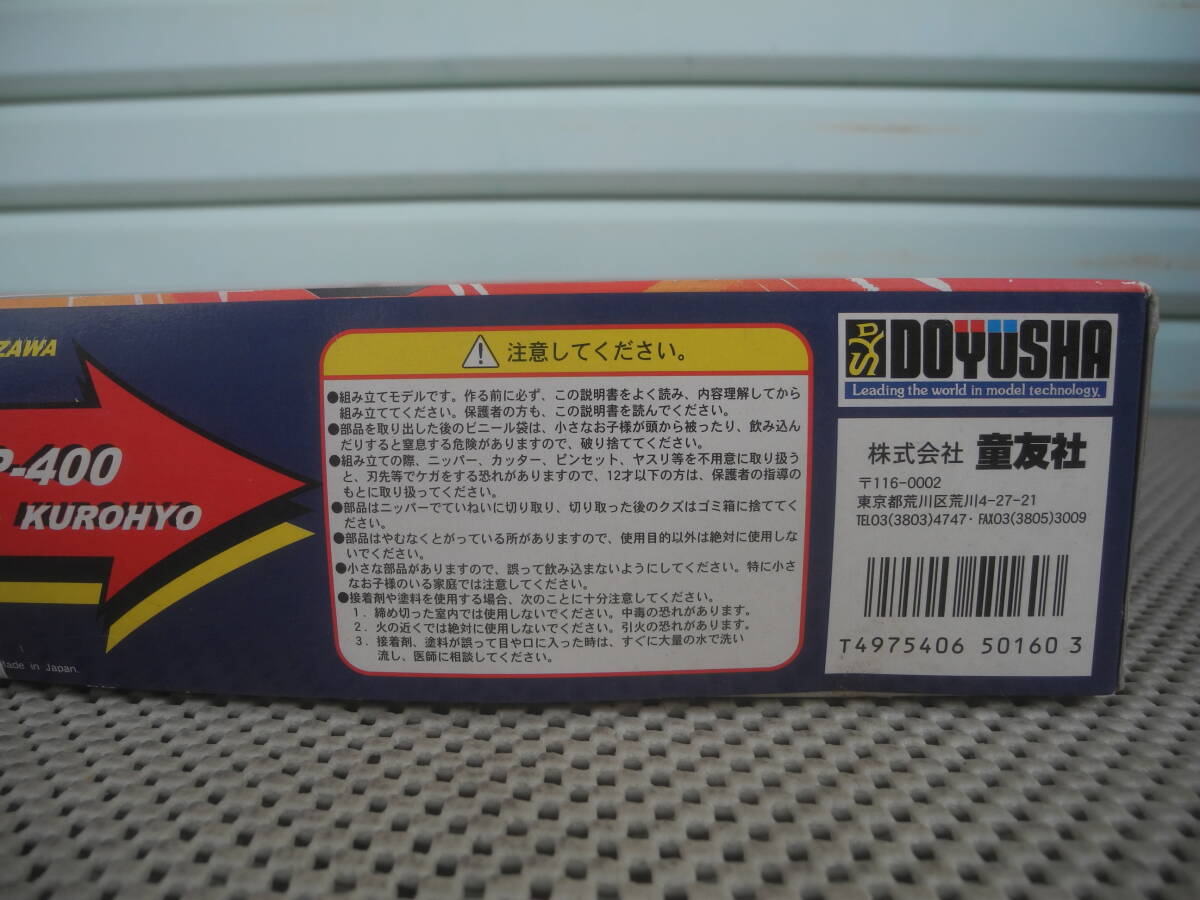 ZAWA
P-400
KUROHYO
Made in Japan.
注意してください。
●組み立てモデルです。作る前に必ず、この説明書をよく読み、内容理解してから
組み立ててください。保護者の方も、この説明書を読んでください。
●部品を取り出した後のビニール袋は、小さなお子様が頭から被ったり、飲み込ん
だりすると窒息する危険がありますので、破り捨ててください。
●組み立ての際、ニッパー、カッター、ピンセット、ヤスリ等を不用意に取り扱う
と、刃先等でケガをする恐れがありますので、12才以下の方は、保護者の指導の
もとに取り扱ってください。
●部品はニッパーでていねいに切り取り、切り取った後のクズはゴミ箱に捨ててく
ださい。
●部品はやむなくとがっている所がありますので、使用目的以外は絶対に使用しな
いでください。
●小さな部品がありますので、誤って飲み込まないようにしてください。特に小さ
なお子様のいる家庭では注意してください。
●接着剤や塗料を使用する場合、次のことに十分注意してください。
1．締め切った室内では使用しないでください。中毒の恐れがあります。
2．火の近くでは絶対に使用しないでください。引火の恐れがあります。
3．接着剤、塗料が誤って目や口に入った時は、すぐに大量の水で洗い
流し、医師に相談してください。
DOYUSHA
Leading the world in model technology.
株式会社 童友社
〒116-0002
東京都荒川区荒川4-27-21
TEL03(3803)4747・FAX03(3805)3009
T4975406 50160 3